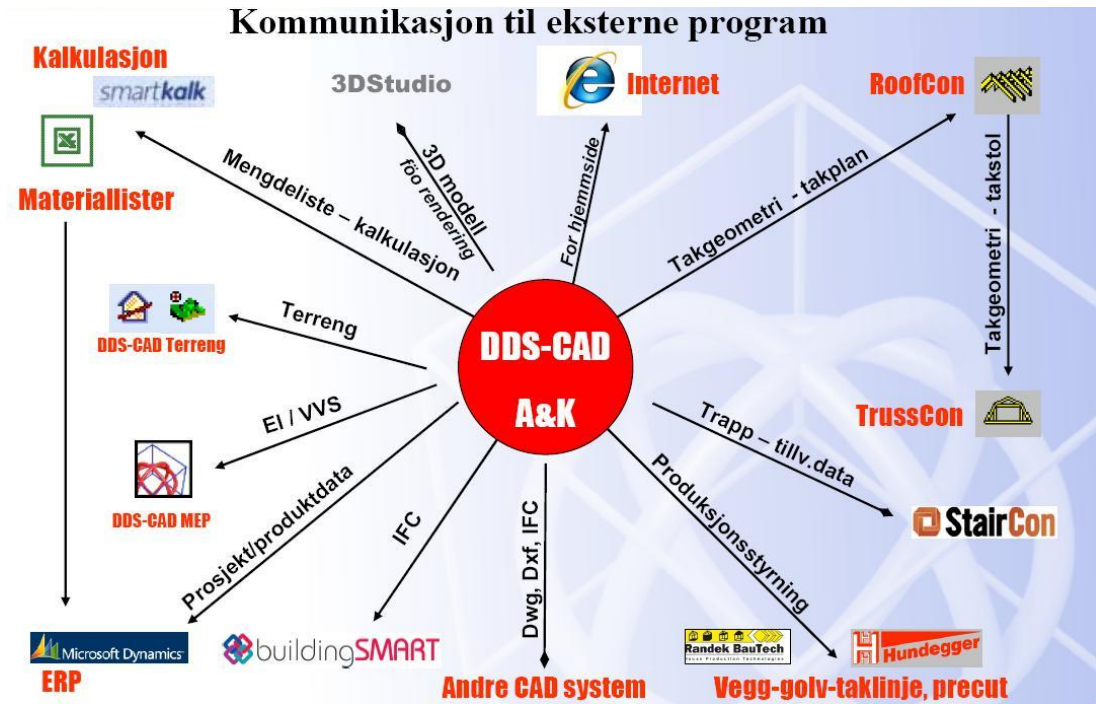 Kommunikasjon til eksterne program
Kalkulasjon
smartkalk
3DStudio
Internet
RoofCon
Materiallister
Mengdeliste – kalkulasjon
3D modell
föo rendering
For hjemmside
Takgeometri - takplan
Takgeometri - takstol
DDS-CAD Terreng
Terreng
DDS-CAD
A&K
TrussCon
El / VVS
DDS-CAD MEP
Trapp – tillv.data
StairCon
Prosjekt/produktdata
IFC
Dwg, Dxf, IFC
Produksjonsstyrning
Microsoft Dynamics
ERP
buildingSMART
Andre CAD system
Randek BauTech
Hundegger
Vegg-golv-taklinje, precut